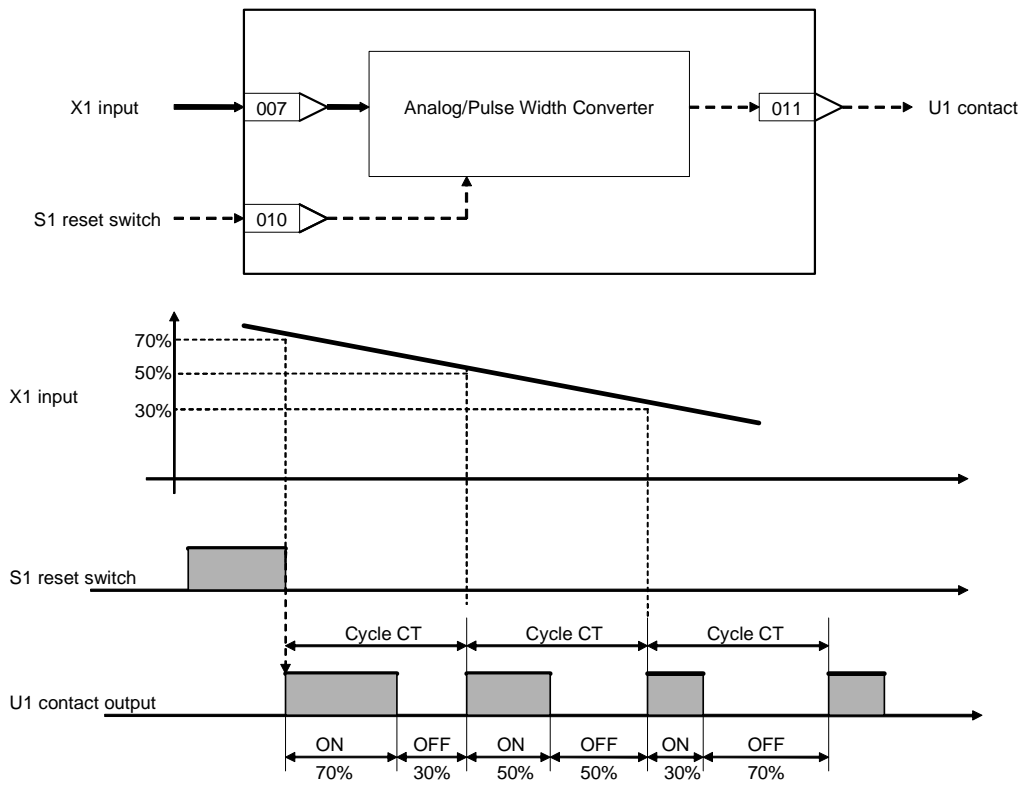 X1 input
007
Analog/Pulse Width Converter
011
U1 contact
S1 reset switch
010
70%
50%
X1 input
30%
S1 reset switch
Cycle CT
Cycle CT
Cycle CT
U1 contact output
ON
OFF
ON
OFF
ON
OFF
70%
30%
50%
50%
30%
70%